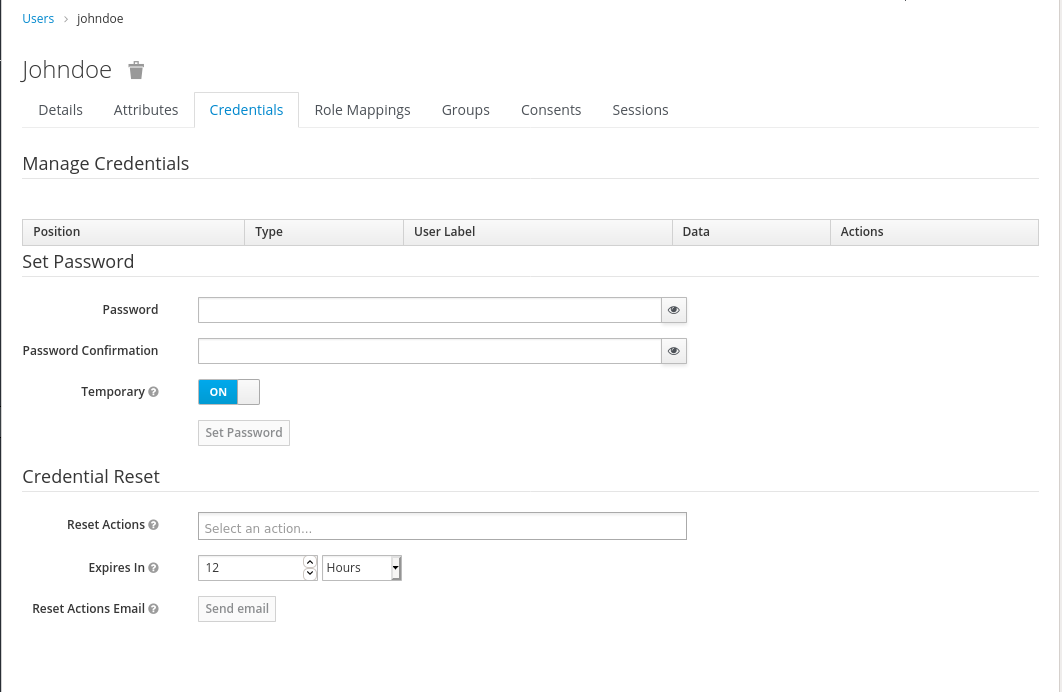 Users › johndoe
Johndoe
Details Attributes Credentials Role Mappings Groups Consents Sessions
Manage Credentials
Position Type User Label Data Actions
Set Password
Password
Password Confirmation
Temporary ? ON
Set Password
Credential Reset
Reset Actions ? Select an action...
Expires In ? 12 Hours
Reset Actions Email ? Send email